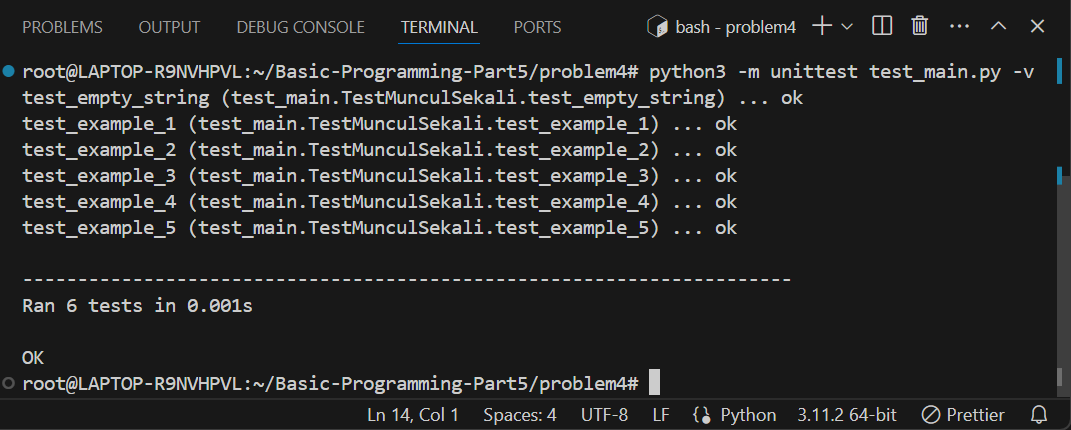 PROBLEMS OUTPUT DEBUG CONSOLE TERMINAL PORTS bash - problem4
root@LAPTOP-R9NVHPVL:~/Basic-Programming-Part5/problem4# python3 -m unittest test_main.py -v
test_empty_string (test_main.TestMunculSekali.test_empty_string) ... ok
test_example_1 (test_main.TestMunculSekali.test_example_1) ... ok
test_example_2 (test_main.TestMunculSekali.test_example_2) ... ok
test_example_3 (test_main.TestMunculSekali.test_example_3) ... ok
test_example_4 (test_main.TestMunculSekali.test_example_4) ... ok
test_example_5 (test_main.TestMunculSekali.test_example_5) ... ok
----------------------------------------------------------------------
Ran 6 tests in 0.001s
OK
root@LAPTOP-R9NVHPVL:~/Basic-Programming-Part5/problem4#
Ln 14, Col 1 Spaces: 4 UTF-8 LF Python 3.11.2 64-bit Prettier